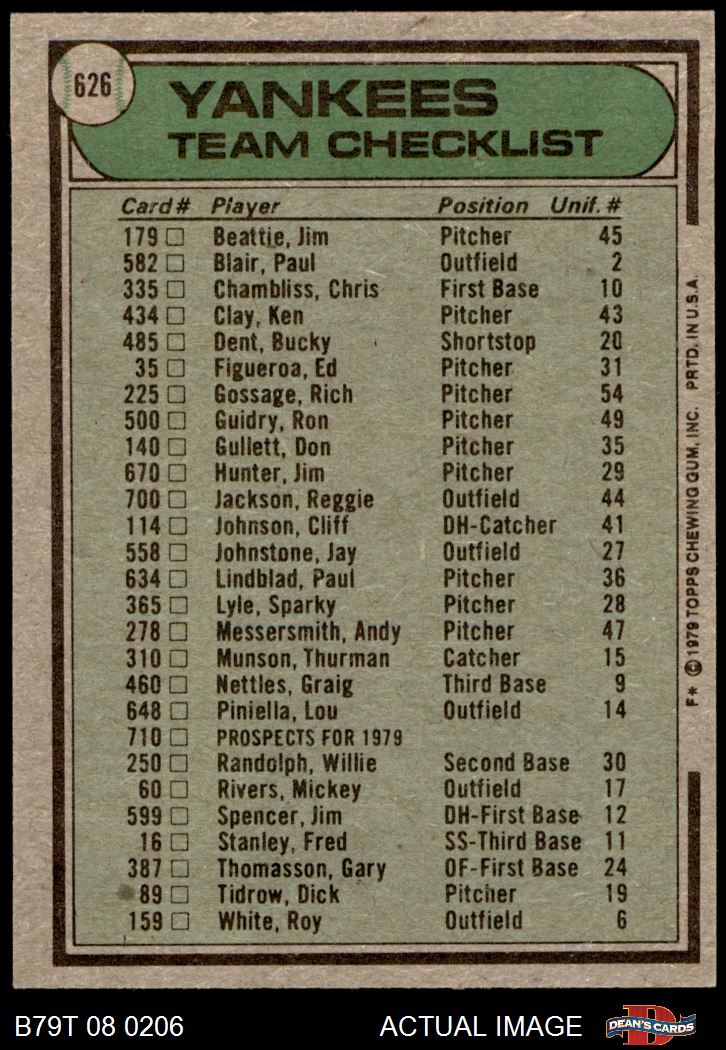 626
YANKEES
TEAM CHECKLIST
Card# Player Position Unif. #
179 □ Beattie, Jim Pitcher 45
582 □ Blair, Paul Outfield 2
335 □ Chambliss, Chris First Base 10
434 □ Clay, Ken Pitcher 43
485 □ Dent, Bucky Shortstop 20
35 □ Figueroa, Ed Pitcher 31
225 □ Gossage, Rich Pitcher 54
500 □ Guidry, Ron Pitcher 49
140 □ Gullett, Don Pitcher 35
670 □ Hunter, Jim Pitcher 29
700 □ Jackson, Reggie Outfield 44
114 □ Johnson, Cliff DH-Catcher 41
558 □ Johnstone, Jay Outfield 27
634 □ Lindblad, Paul Pitcher 36
365 □ Lyle, Sparky Pitcher 28
278 □ Messersmith, Andy Pitcher 47
310 □ Munson, Thurman Catcher 15
460 □ Nettles, Graig Third Base 9
648 □ Piniella, Lou Outfield 14
710 □ PROSPECTS FOR 1979
250 □ Randolph, Willie Second Base 30
60 □ Rivers, Mickey Outfield 17
599 □ Spencer, Jim DH-First Base 12
16 □ Stanley, Fred SS-Third Base 11
387 □ Thomasson, Gary OF-First Base 24
89 □ Tidrow, Dick Pitcher 19
159 □ White, Roy Outfield 6
F* © 1979 TOPPS CHEWING GUM, INC. PRTD. IN U.S.A.
B79T 08 0206 ACTUAL IMAGE
D
DEAN'S CARDS